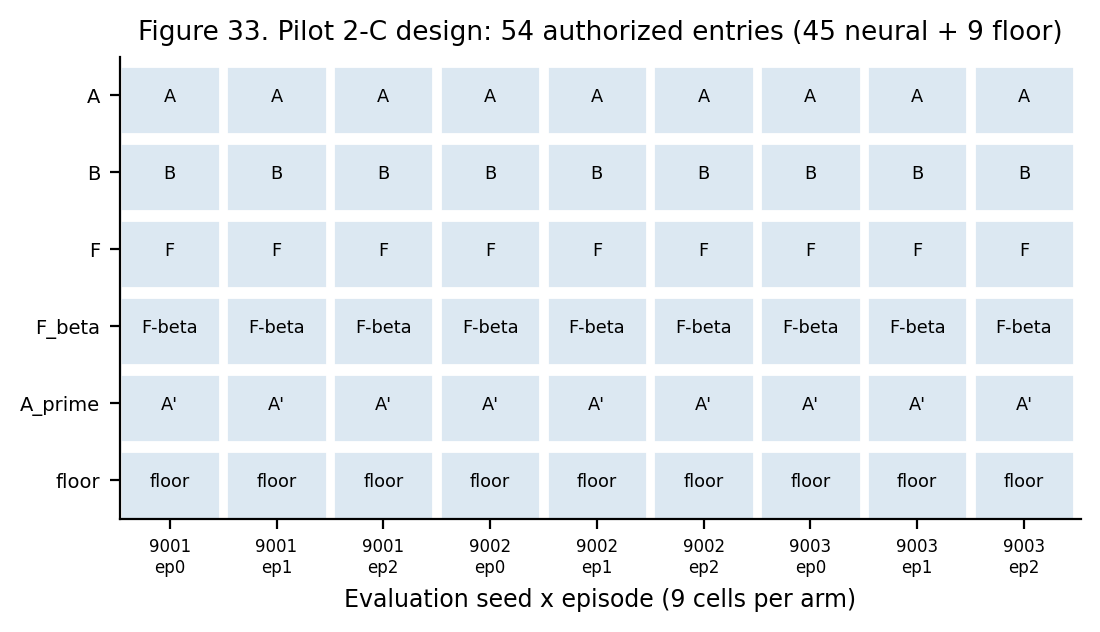 Figure 33. Pilot 2-C design: 54 authorized entries (45 neural + 9 floor)
A A A A A A A A A A
B B B B B B B B B B
F F F F F F F F F F
F_beta F-beta F-beta F-beta F-beta F-beta F-beta F-beta F-beta F-beta
A_prime A' A' A' A' A' A' A' A' A'
floor floor floor floor floor floor floor floor floor floor
9001 9001 9001 9002 9002 9002 9003 9003 9003
ep0 ep1 ep2 ep0 ep1 ep2 ep0 ep1 ep2
Evaluation seed x episode (9 cells per arm)